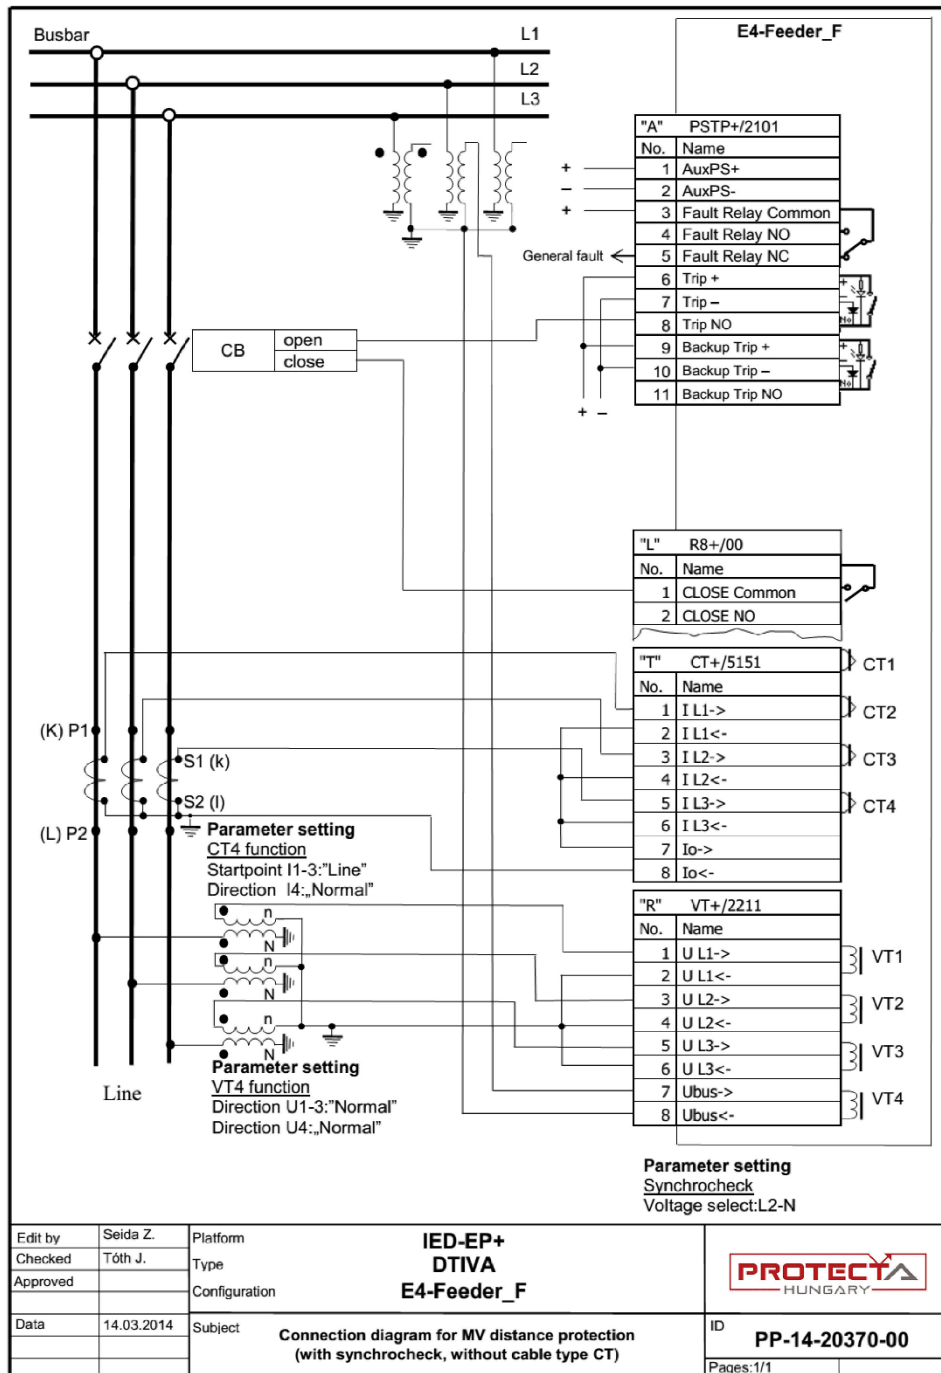 Busbar
L1
L2
L3
E4-Feeder_F
"A" PSTP+/2101
No. Name
1 AuxPS+
2 AuxPS-
3 Fault Relay Common
4 Fault Relay NO
5 Fault Relay NC
6 Trip +
7 Trip –
8 Trip NO
9 Backup Trip +
10 Backup Trip –
11 Backup Trip NO
+
–
+
General fault
+ –
CB
open
close
"L" R8+/00
No. Name
1 CLOSE Common
2 CLOSE NO
"T" CT+/5151
No. Name
1 I L1->
2 I L1<-
3 I L2->
4 I L2<-
5 I L3->
6 I L3<-
7 Io->
8 Io<-
CT1
CT2
CT3
CT4
(K) P1
S1 (k)
S2 (l)
(L) P2
Parameter setting
CT4 function
Startpoint I1-3:"Line"
Direction I4:„Normal"
n
N
n
N
n
N
"R" VT+/2211
No. Name
1 U L1->
2 U L1<-
3 U L2->
4 U L2<-
5 U L3->
6 U L3<-
7 Ubus->
8 Ubus<-
VT1
VT2
VT3
VT4
Line
Parameter setting
VT4 function
Direction U1-3:"Normal"
Direction U4:„Normal"
Parameter setting
Synchrocheck
Voltage select:L2-N
Edit by Seida Z.
Checked Tóth J.
Approved
Data 14.03.2014
Platform IED-EP+
Type DTIVA
Configuration E4-Feeder_F
Subject Connection diagram for MV distance protection
(with synchrocheck, without cable type CT)
PROTECTA
HUNGARY
ID
PP-14-20370-00
Pages:1/1